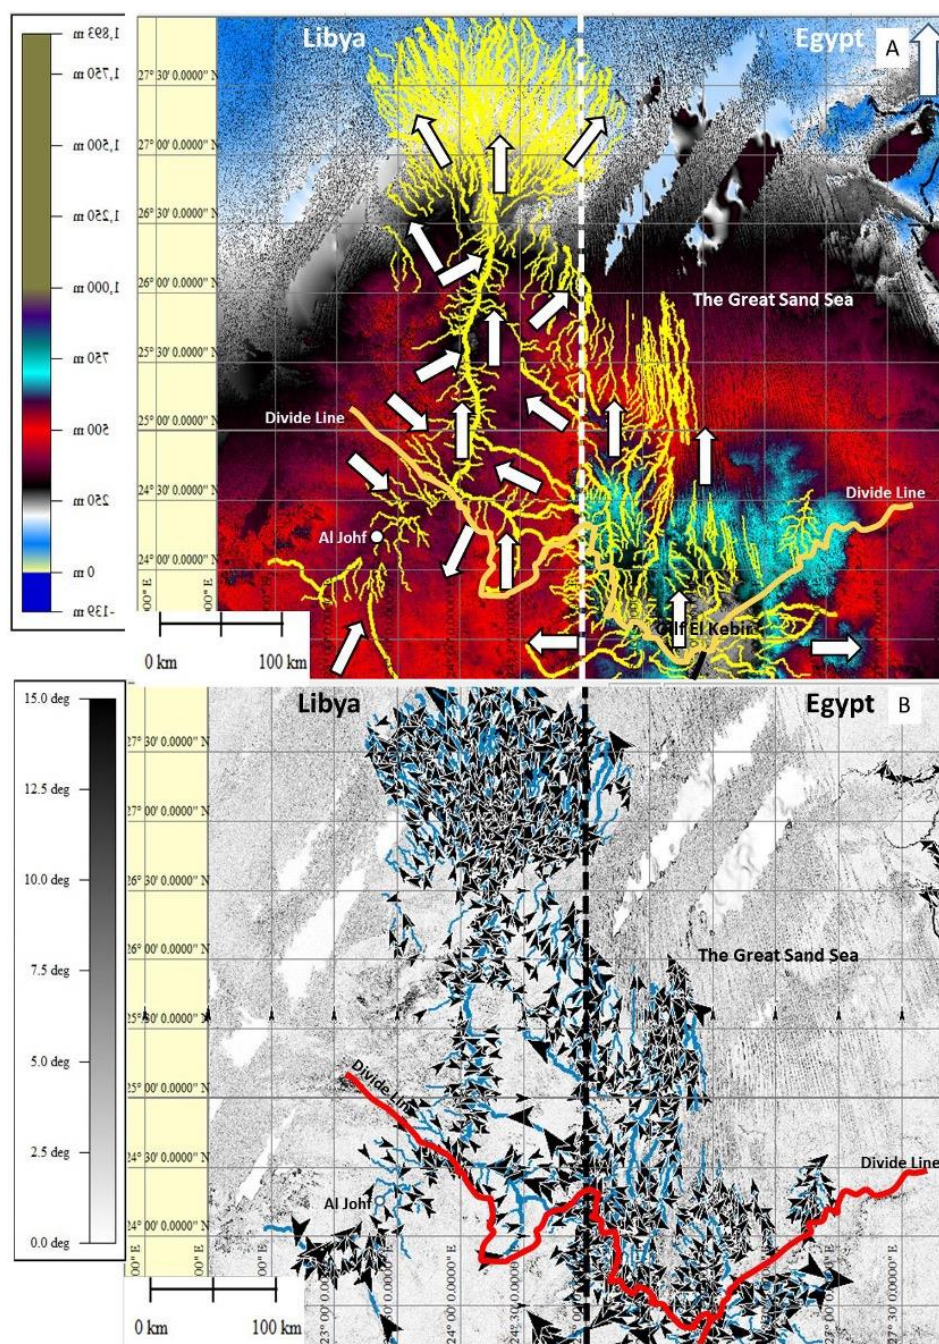 Libya
Egypt
A
1,893 m
1,750 m
1,500 m
1,250 m
1,000 m
750 m
500 m
250 m
0 m
-139 m
27° 30' 0.0000" N
27° 00' 0.0000" N
26° 30' 0.0000" N
26° 00' 0.0000" N
25° 30' 0.0000" N
25° 00' 0.0000" N
24° 30' 0.0000" N
24° 00' 0.0000" N
The Great Sand Sea
Divide Line
Divide Line
Al Johf
Gilf El Kebir
0 km
100 km
Libya
Egypt
B
15.0 deg
12.5 deg
10.0 deg
7.5 deg
5.0 deg
2.5 deg
0.0 deg
27° 30' 0.0000" N
27° 00' 0.0000" N
26° 30' 0.0000" N
26° 00' 0.0000" N
25° 30' 0.0000" N
25° 00' 0.0000" N
24° 30' 0.0000" N
24° 00' 0.0000" N
The Great Sand Sea
Divide
Divide Line
Al Johf
0 km
100 km